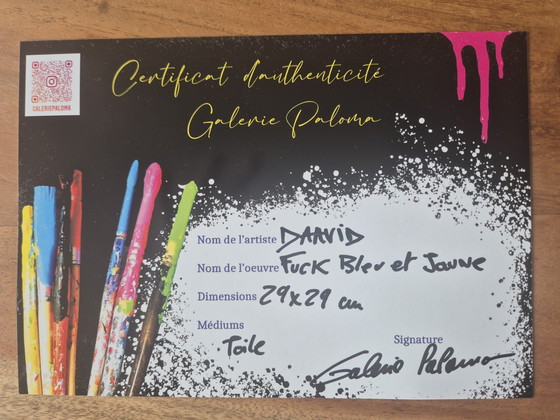 Certificat d'authenticité
Galerie Paloma
GALERIEPALOMA
Nom de l'artiste DAAVID
Nom de l'oeuvre Fuck Bleu et Jaune
Dimensions 29x29 cm
Médiums
Toile
Signature
Galerie Paloma